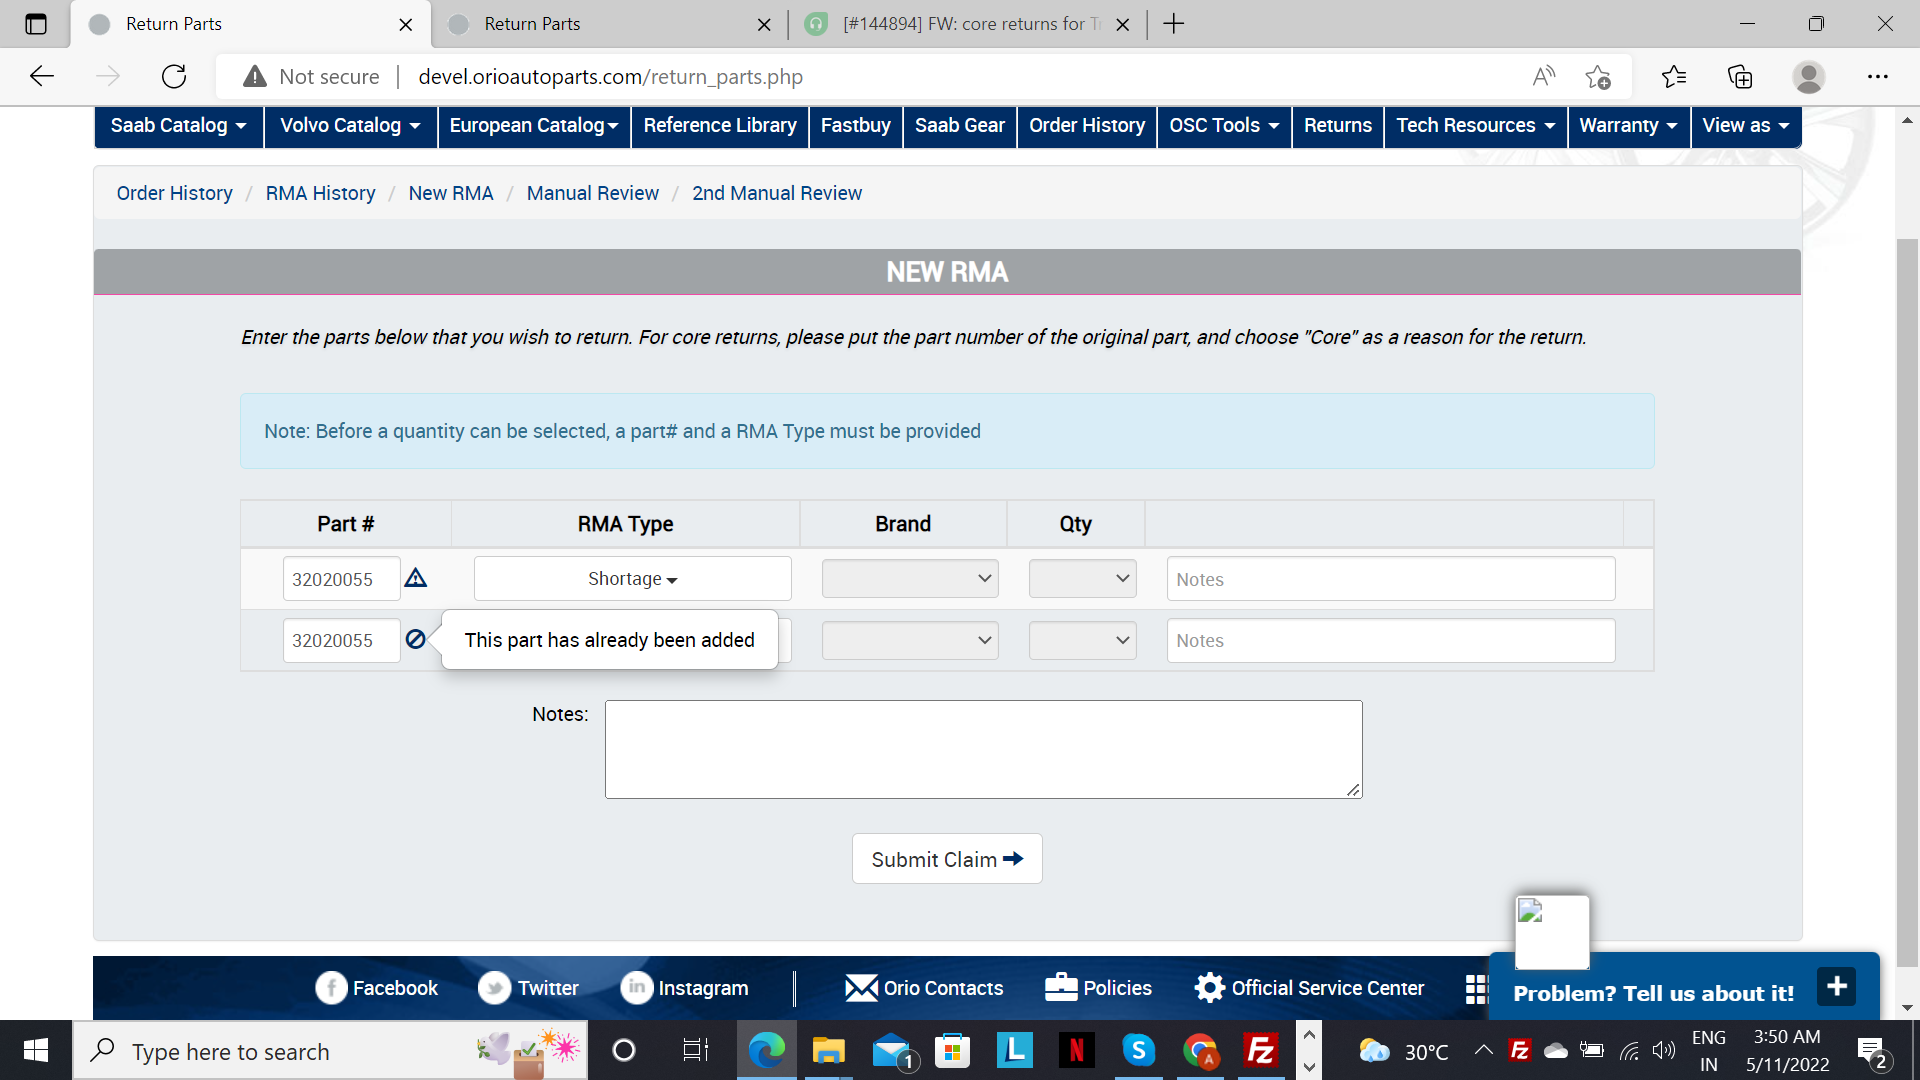 Return Parts
Return Parts
[#144894] FW: core returns for Tr
Not secure
devel.orioautoparts.com/return_parts.php
Saab Catalog
Volvo Catalog
European Catalog
Reference Library
Fastbuy
Saab Gear
Order History
OSC Tools
Returns
Tech Resources
Warranty
View as
Order History / RMA History / New RMA / Manual Review / 2nd Manual Review
NEW RMA
Enter the parts below that you wish to return. For core returns, please put the part number of the original part, and choose "Core" as a reason for the return.
Note: Before a quantity can be selected, a part# and a RMA Type must be provided
Part #
RMA Type
Brand
Qty
32020055
Shortage
Notes
32020055
This part has already been added
Notes
Notes:
Submit Claim
Facebook
Twitter
in
Instagram
Orio Contacts
Policies
Official Service Center
Problem? Tell us about it!
Type here to search
1
L
N
S
A
Fz
30°C
Fz
ENG
IN
3:50 AM
5/11/2022
2